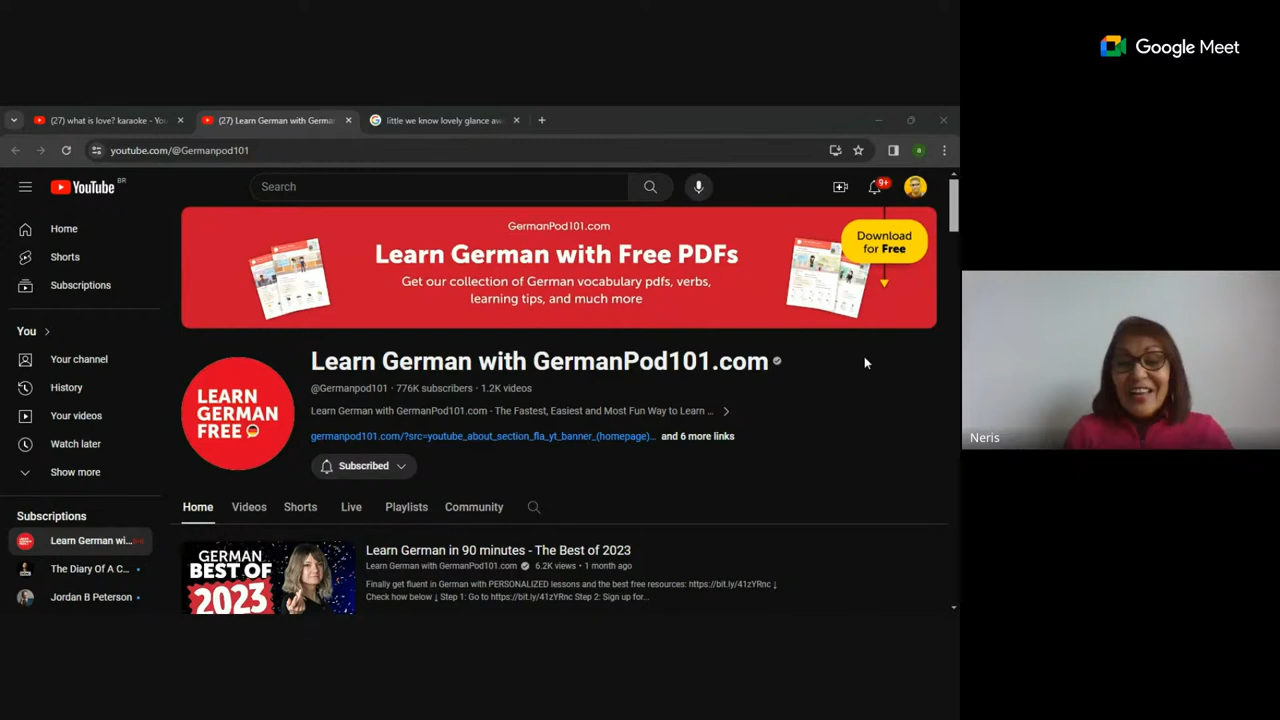 Google Meet
(27) what is love? karaoke - You
(27) Learn German with Germa
little we know lovely glance aw
youtube.com/@Germanpod101
YouTube BR
Search
9+
a
Home
Shorts
Subscriptions
You
Your channel
History
Your videos
Watch later
Show more
Subscriptions
Learn German wi...
The Diary Of A C...
Jordan B Peterson
GermanPod101.com
Learn German with Free PDFs
Get our collection of German vocabulary pdfs, verbs,
learning tips, and much more
Download
for Free
LEARN
GERMAN
FREE
Learn German with GermanPod101.com
@Germanpod101 · 776K subscribers · 1.2K videos
Learn German with GermanPod101.com - The Fastest, Easiest and Most Fun Way to Learn ...
germanpod101.com/?src=youtube_about_section_fla_yt_banner_(homepage)... and 6 more links
Subscribed
Home Videos Shorts Live Playlists Community
GERMAN
BEST OF
2023
Learn German in 90 minutes - The Best of 2023
Learn German with GermanPod101.com 6.2K views · 1 month ago
Finally get fluent in German with PERSONALIZED lessons and the best free resources: https://bit.ly/41zYRnc ↓
Check how below ↓ Step 1: Go to https://bit.ly/41zYRnc Step 2: Sign up for...
Neris